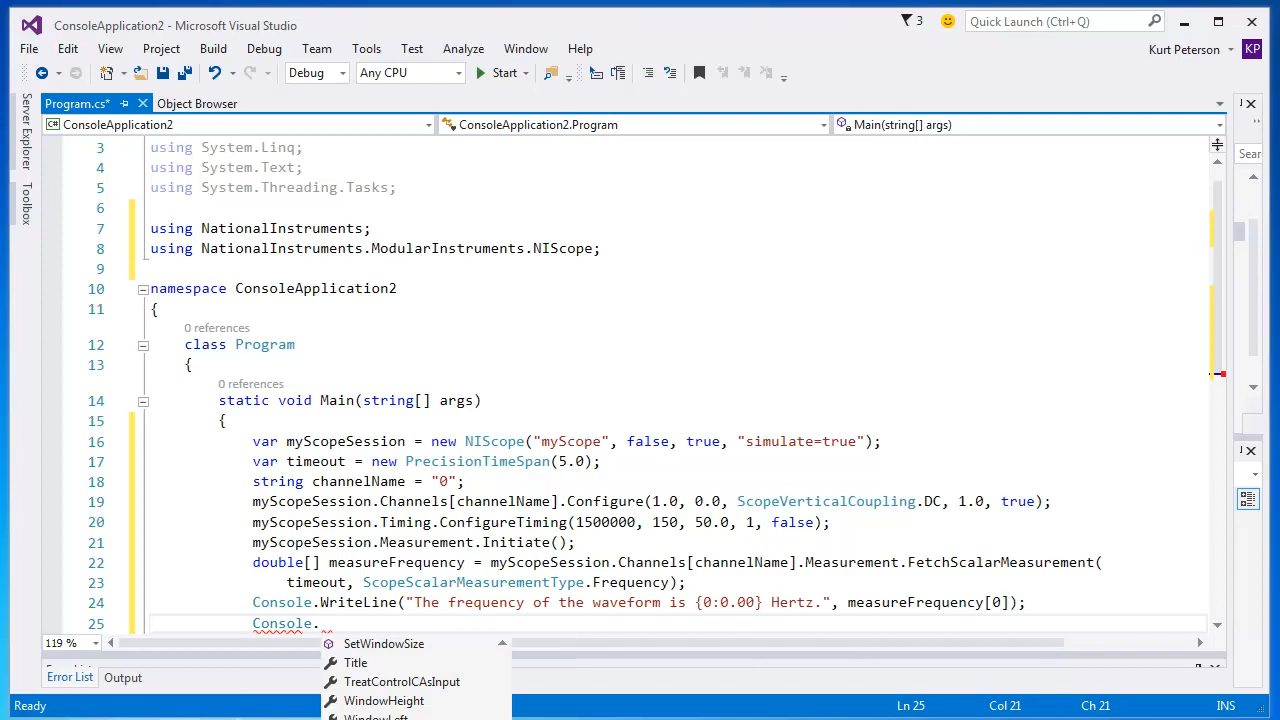 ConsoleApplication2 - Microsoft Visual Studio
3
Quick Launch (Ctrl+Q)
File Edit View Project Build Debug Team Tools Test Analyze Window Help
Kurt Peterson KP
Debug Any CPU Start
Program.cs* Object Browser
Server Explorer
Toolbox
ConsoleApplication2 ConsoleApplication2.Program Main(string[] args)
Sear
3 using System.Linq;
4 using System.Text;
5 using System.Threading.Tasks;
6
7 using NationalInstruments;
8 using NationalInstruments.ModularInstruments.NIScope;
9
10 namespace ConsoleApplication2
11 {
0 references
12 class Program
13 {
0 references
14 static void Main(string[] args)
15 {
16 var myScopeSession = new NIScope("myScope", false, true, "simulate=true");
17 var timeout = new PrecisionTimeSpan(5.0);
18 string channelName = "0";
19 myScopeSession.Channels[channelName].Configure(1.0, 0.0, ScopeVerticalCoupling.DC, 1.0, true);
20 myScopeSession.Timing.ConfigureTiming(1500000, 150, 50.0, 1, false);
21 myScopeSession.Measurement.Initiate();
22 double[] measureFrequency = myScopeSession.Channels[channelName].Measurement.FetchScalarMeasurement(
23 timeout, ScopeScalarMeasurementType.Frequency);
24 Console.WriteLine("The frequency of the waveform is {0:0.00} Hertz.", measureFrequency[0]);
25 Console.
119 %
SetWindowSize
Title
TreatControlCAsInput
WindowHeight
WindowLeft
Error List Output
Ready Ln 25 Col 21 Ch 21 INS